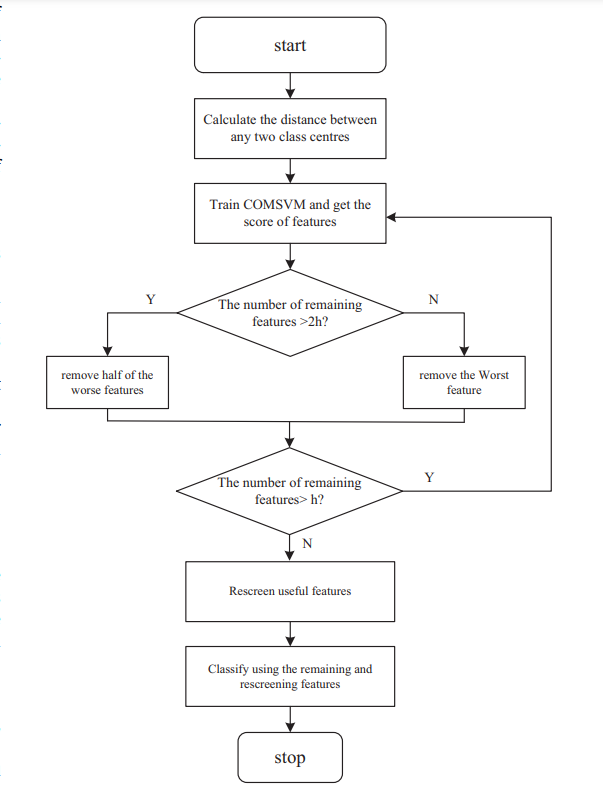 start
Calculate the distance between
any two class centres
Train COMSVM and get the
score of features
The number of remaining
features >2h?
Y
N
remove half of the
worse features
remove the Worst
feature
The number of remaining
features> h?
Y
N
Rescreen useful features
Classify using the remaining and
rescreening features
stop